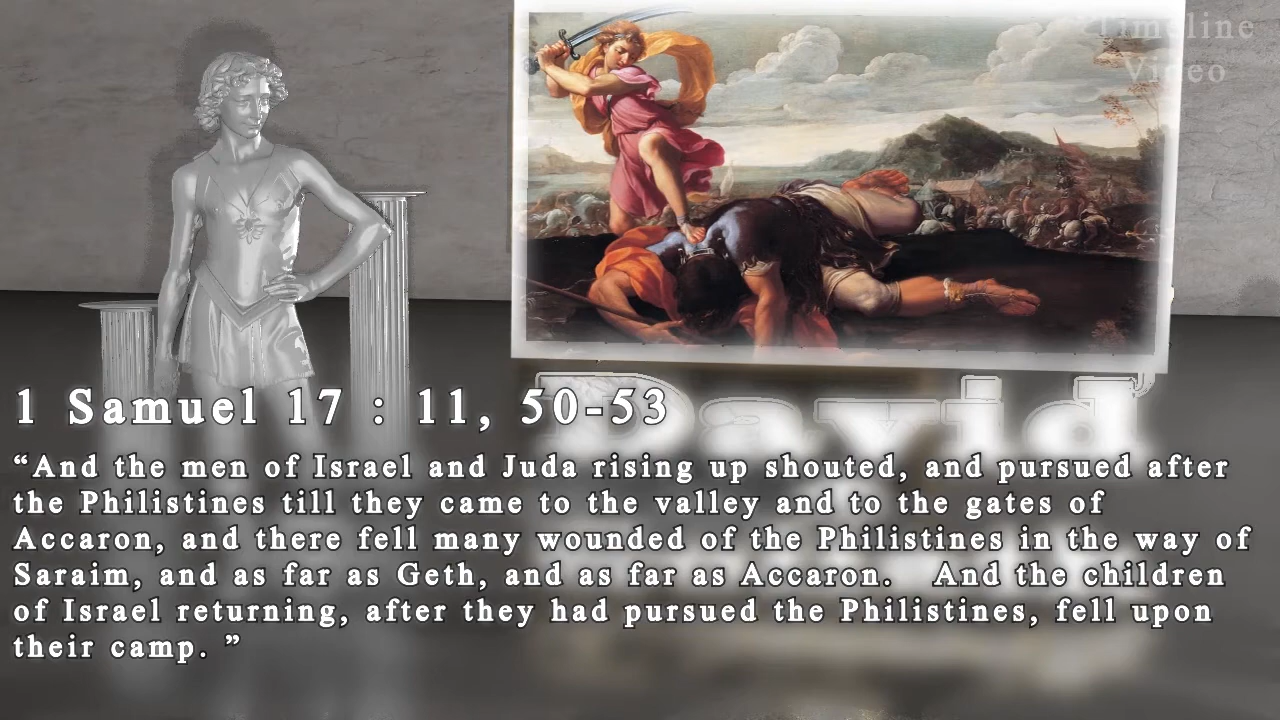 Timeline
Video
David
1 Samuel 17 : 11, 50-53
“And the men of Israel and Juda rising up shouted, and pursued after
the Philistines till they came to the valley and to the gates of
Accaron, and there fell many wounded of the Philistines in the way of
Saraim, and as far as Geth, and as far as Accaron. And the children
of Israel returning, after they had pursued the Philistines, fell upon
their camp. ”